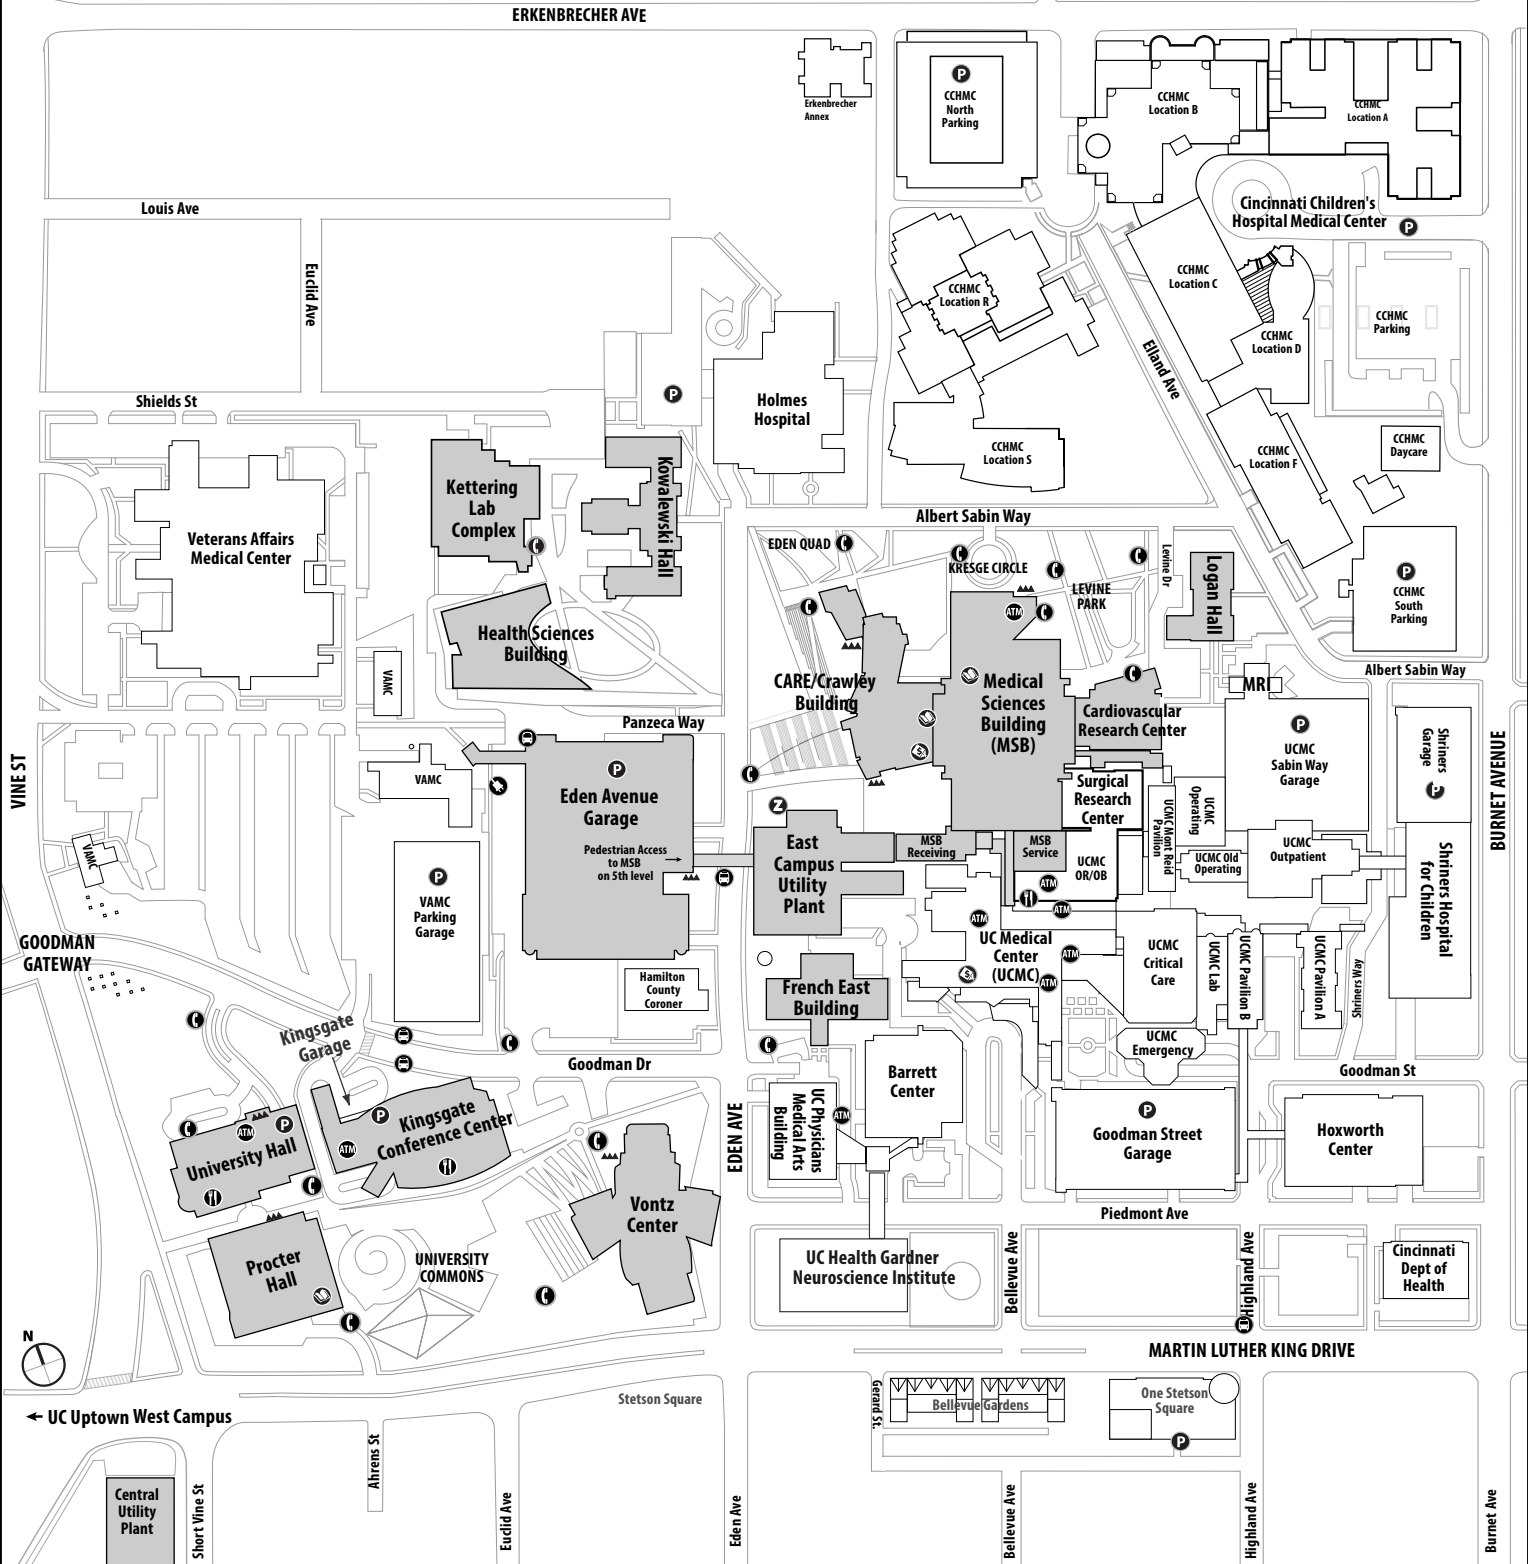 ERKENBRECHER AVE
Erkenbrecher
Annex
P
CCHMC
North
Parking
CCHMC
Location B
CCHMC
Location A
Louis Ave
Cincinnati Children's
Hospital Medical Center
P
Euclid Ave
CCHMC
Location R
CCHMC
Location C
CCHMC
Location D
CCHMC
Parking
Elland Ave
Shields St
P
Holmes
Hospital
CCHMC
Location S
CCHMC
Location F
CCHMC
Daycare
Kettering
Lab
Complex
Kowalewski Hall
Veterans Affairs
Medical Center
Albert Sabin Way
EDEN QUAD
KRESGE CIRCLE
LEVINE
PARK
Levine Dr
Logan Hall
P
CCHMC
South
Parking
ATM
Health Sciences
Building
VAMC
CARE/Crawley
Building
Medical
Sciences
Building
(MSB)
Cardiovascular
Research Center
MRI
Albert Sabin Way
Panzeca Way
VINE ST
VAMC
P
Eden Avenue
Garage
Pedestrian Access
to MSB
on 5th level
P
UCMC
Sabin Way
Garage
Shriners
Garage
P
BURNET AVENUE
Surgical
Research
Center
UCMC Mont Reid
Pavilion
UCMC
Operating
Z
East
Campus
Utility
Plant
MSB
Receiving
MSB
Service
UCMC
OR/OB
UCMC Old
Operating
UCMC
Outpatient
Shriners Hospital
for Children
VAMC
P
VAMC
Parking
Garage
ATM
ATM
ATM
ATM
ATM
GOODMAN
GATEWAY
UC Medical
Center
(UCMC)
UCMC
Critical
Care
UCMC Lab
UCMC Pavilion B
UCMC Pavilion A
Shriners Way
Hamilton
County
Coroner
French East
Building
Kingsgate
Garage
UCMC
Emergency
Goodman Dr
Goodman St
Barrett
Center
UC Physicians
Medical Arts
Building
ATM
EDEN AVE
P
Goodman Street
Garage
Hoxworth
Center
P
Kingsgate
Conference Center
ATM
ATM
P
University Hall
Vontz
Center
Piedmont Ave
Procter
Hall
UNIVERSITY
COMMONS
UC Health Gardner
Neuroscience Institute
Bellevue Ave
Highland Ave
Cincinnati
Dept of
Health
N
MARTIN LUTHER KING DRIVE
Stetson Square
Gerard St.
Bellevue Gardens
One Stetson
Square
P
← UC Uptown West Campus
Central
Utility
Plant
Short Vine St
Ahrens St
Euclid Ave
Eden Ave
Bellevue Ave
Highland Ave
Burnet Ave